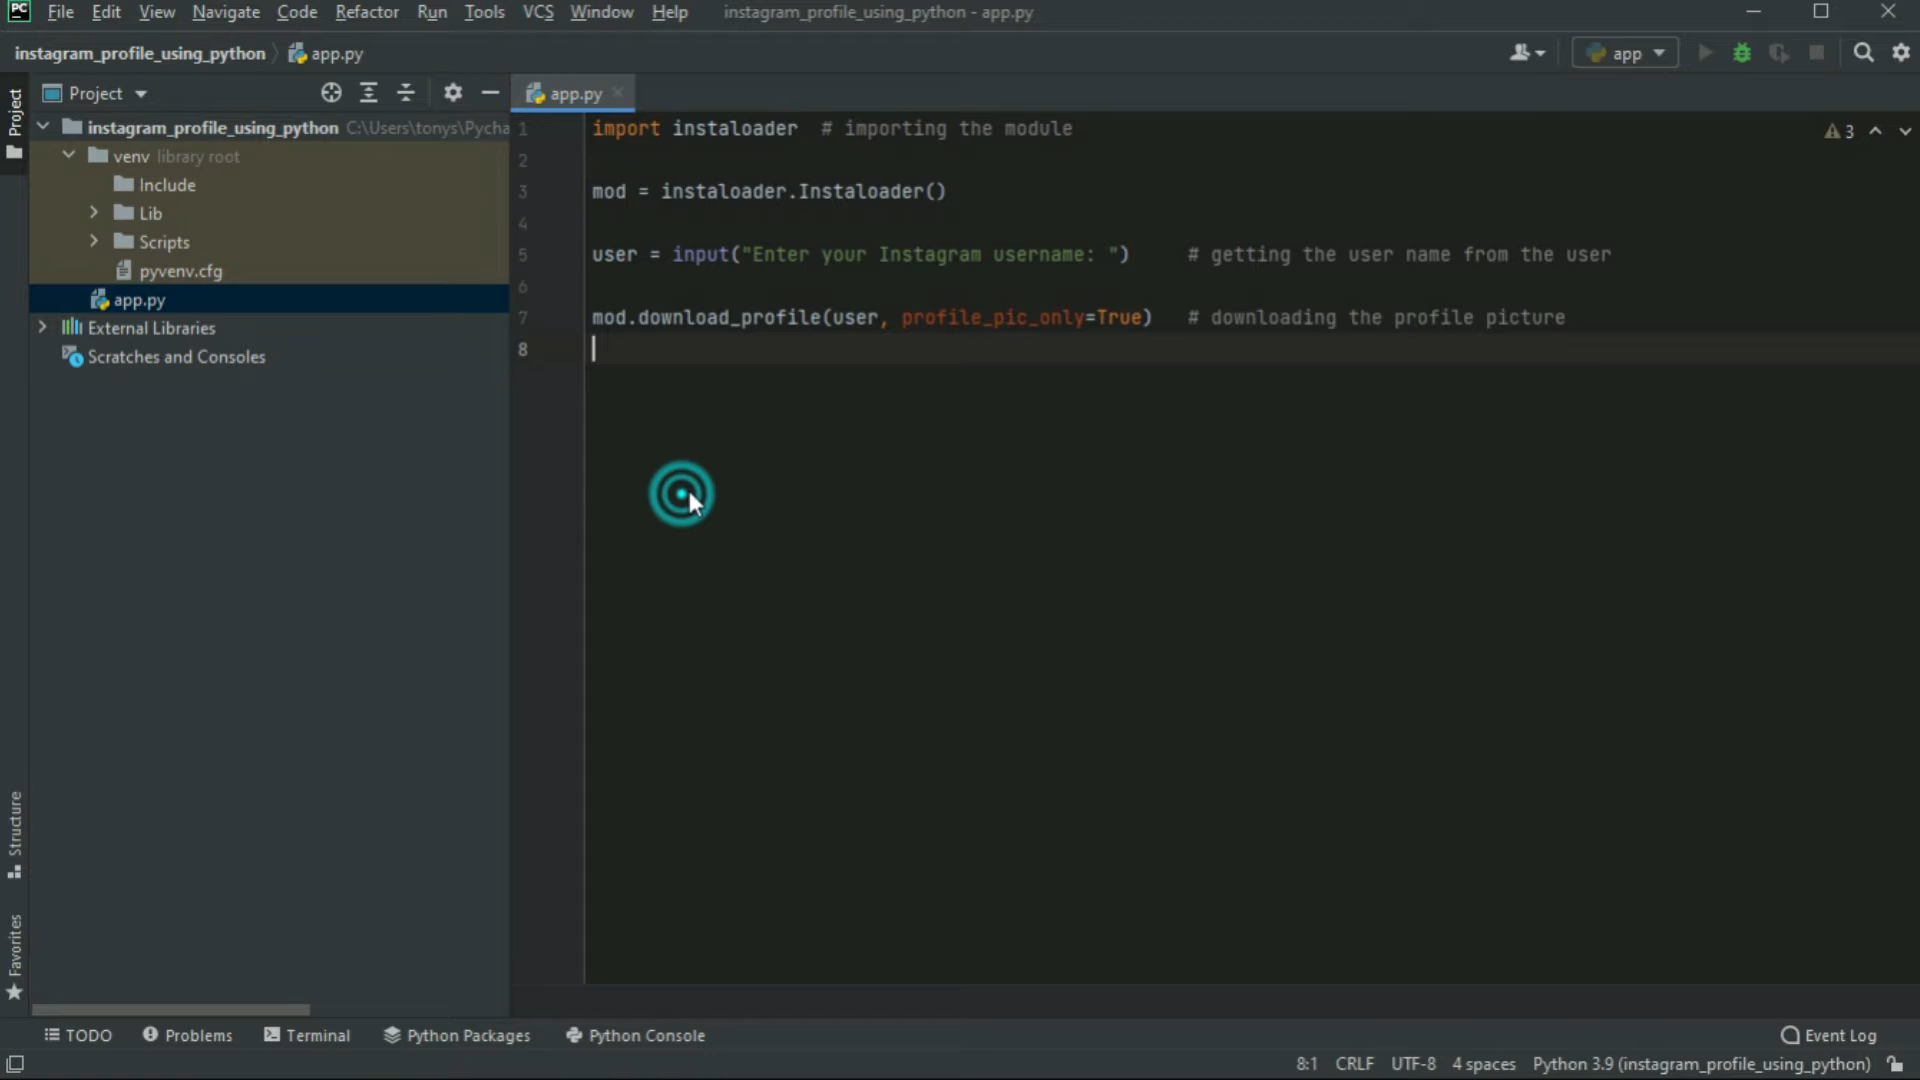 PC File Edit View Navigate Code Refactor Run Tools VCS Window Help instagram_profile_using_python - app.py
instagram_profile_using_python app.py app
Project app.py
Project
instagram_profile_using_python C:\Users\tonys\Pycha
venv library root
Include
Lib
Scripts
pyvenv.cfg
app.py
External Libraries
Scratches and Consoles
1 import instaloader # importing the module 3
2
3 mod = instaloader.Instaloader()
4
5 user = input("Enter your Instagram username: ") # getting the user name from the user
6
7 mod.download_profile(user, profile_pic_only=True) # downloading the profile picture
8
Structure
Favorites
TODO Problems Terminal Python Packages Python Console Event Log
8:1 CRLF UTF-8 4 spaces Python 3.9 (instagram_profile_using_python)